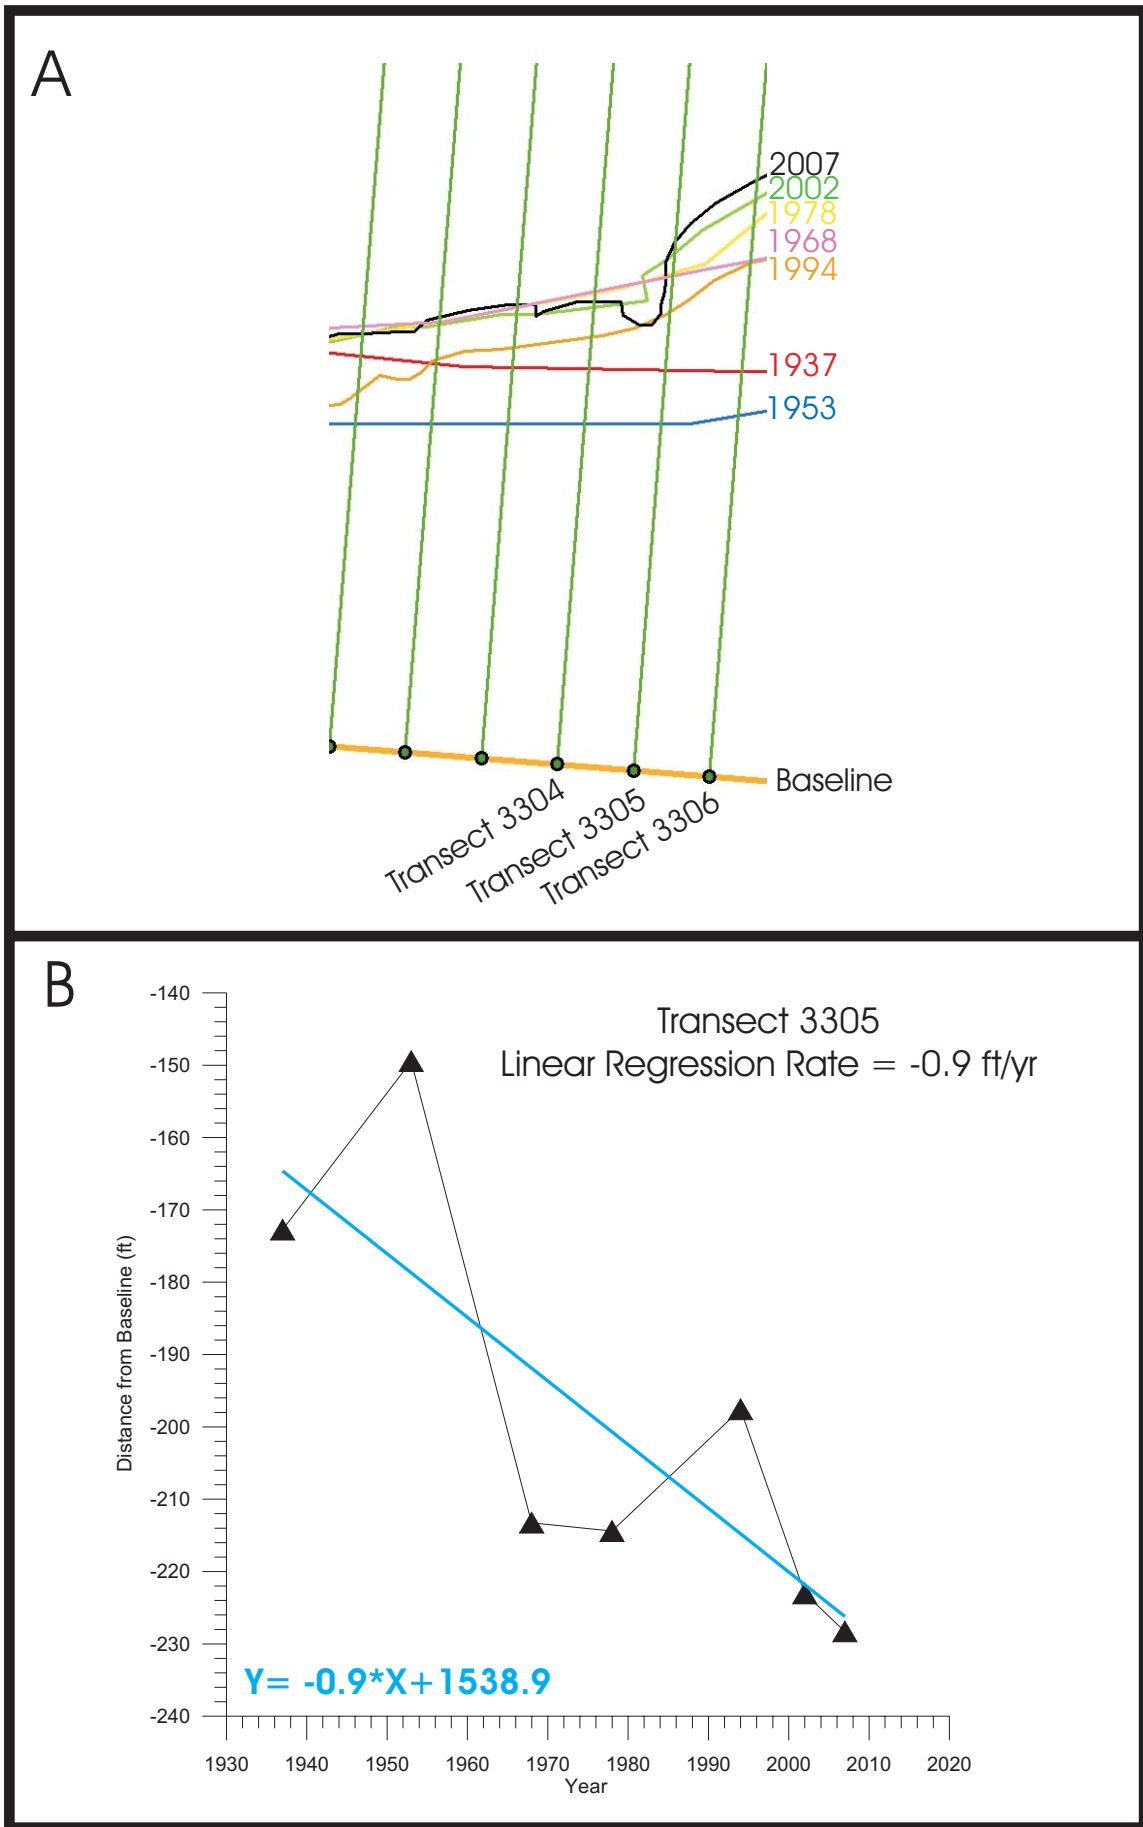 A
2007
2002
1978
1968
1994
1937
1953
Baseline
Transect 3304
Transect 3305
Transect 3306
B
Transect 3305
Linear Regression Rate = -0.9 ft/yr
-140
-150
-160
-170
-180
-190
-200
-210
-220
-230
-240
Distance from Baseline (ft)
Y= -0.9*X+1538.9
1930 1940 1950 1960 1970 1980 1990 2000 2010 2020
Year